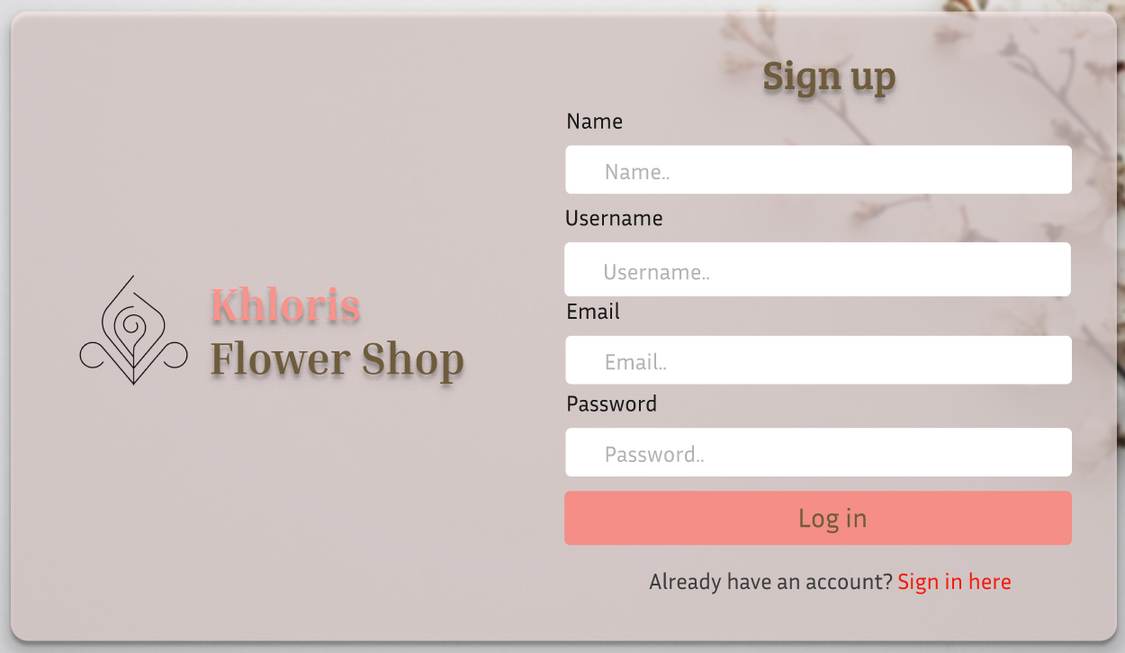 Khloris
Flower Shop
Sign up
Name
Name..
Username
Username..
Email
Email..
Password
Password..
Log in
Already have an account? Sign in here